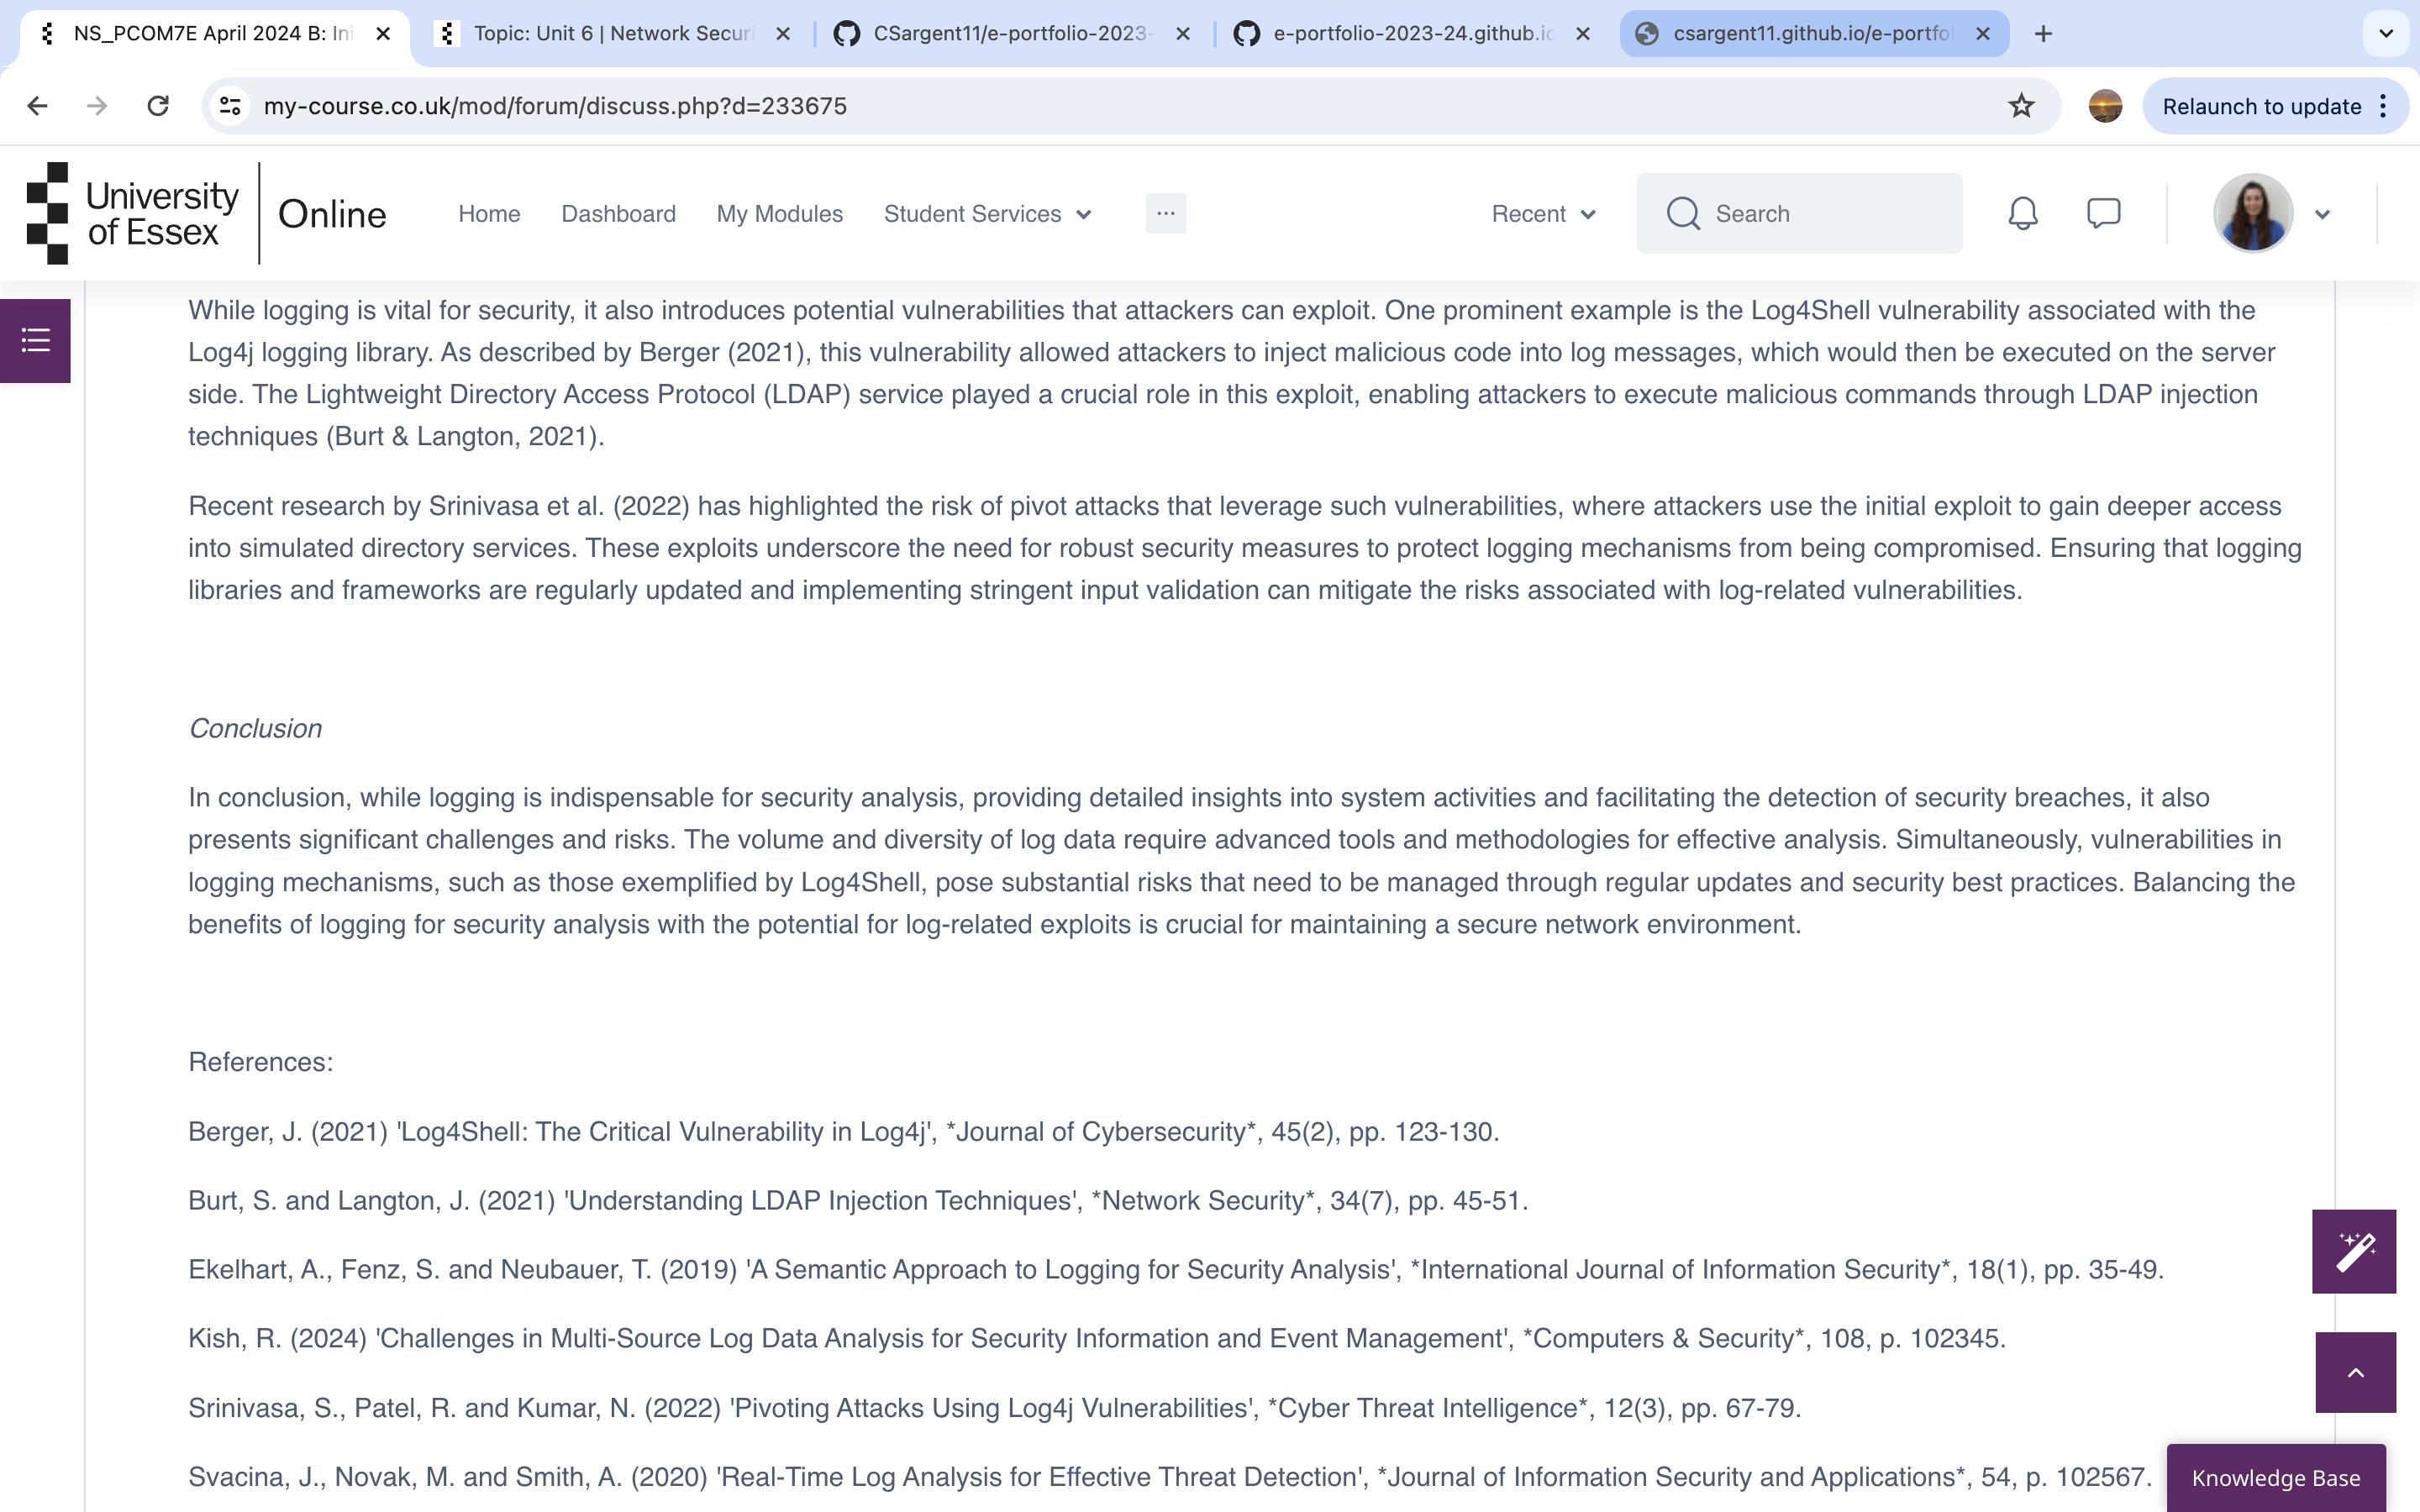 NS_PCOM7E April 2024 B: Ini
Topic: Unit 6 | Network Securi
CSargent11/e-portfolio-2023-
e-portfolio-2023-24.github.io
csargent11.github.io/e-portfol
my-course.co.uk/mod/forum/discuss.php?d=233675
Relaunch to update
University
of Essex
Online
Home
Dashboard
My Modules
Student Services
...
Recent
Search
While logging is vital for security, it also introduces potential vulnerabilities that attackers can exploit. One prominent example is the Log4Shell vulnerability associated with the
Log4j logging library. As described by Berger (2021), this vulnerability allowed attackers to inject malicious code into log messages, which would then be executed on the server
side. The Lightweight Directory Access Protocol (LDAP) service played a crucial role in this exploit, enabling attackers to execute malicious commands through LDAP injection
techniques (Burt & Langton, 2021).
Recent research by Srinivasa et al. (2022) has highlighted the risk of pivot attacks that leverage such vulnerabilities, where attackers use the initial exploit to gain deeper access
into simulated directory services. These exploits underscore the need for robust security measures to protect logging mechanisms from being compromised. Ensuring that logging
libraries and frameworks are regularly updated and implementing stringent input validation can mitigate the risks associated with log-related vulnerabilities.
Conclusion
In conclusion, while logging is indispensable for security analysis, providing detailed insights into system activities and facilitating the detection of security breaches, it also
presents significant challenges and risks. The volume and diversity of log data require advanced tools and methodologies for effective analysis. Simultaneously, vulnerabilities in
logging mechanisms, such as those exemplified by Log4Shell, pose substantial risks that need to be managed through regular updates and security best practices. Balancing the
benefits of logging for security analysis with the potential for log-related exploits is crucial for maintaining a secure network environment.
References:
Berger, J. (2021) 'Log4Shell: The Critical Vulnerability in Log4j', *Journal of Cybersecurity*, 45(2), pp. 123-130.
Burt, S. and Langton, J. (2021) 'Understanding LDAP Injection Techniques', *Network Security*, 34(7), pp. 45-51.
Ekelhart, A., Fenz, S. and Neubauer, T. (2019) 'A Semantic Approach to Logging for Security Analysis', *International Journal of Information Security*, 18(1), pp. 35-49.
Kish, R. (2024) 'Challenges in Multi-Source Log Data Analysis for Security Information and Event Management', *Computers & Security*, 108, p. 102345.
Srinivasa, S., Patel, R. and Kumar, N. (2022) 'Pivoting Attacks Using Log4j Vulnerabilities', *Cyber Threat Intelligence*, 12(3), pp. 67-79.
Svacina, J., Novak, M. and Smith, A. (2020) 'Real-Time Log Analysis for Effective Threat Detection', *Journal of Information Security and Applications*, 54, p. 102567.
Knowledge Base